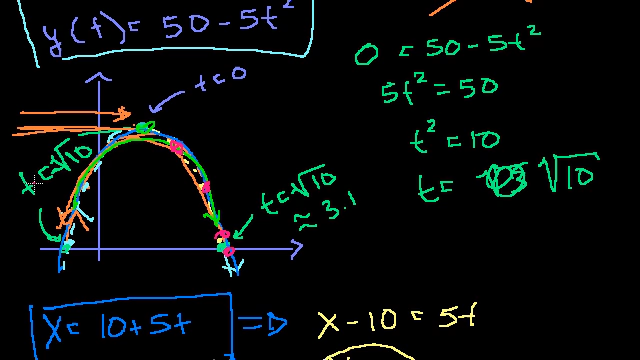 y(t) = 50 - 5t²
t=0
0 = 50 - 5t²
5t² = 50
t² = 10
t = √10
t=√10
t=√10
≈ 3.1
X = 10+5t ⇒ X-10 = 5t